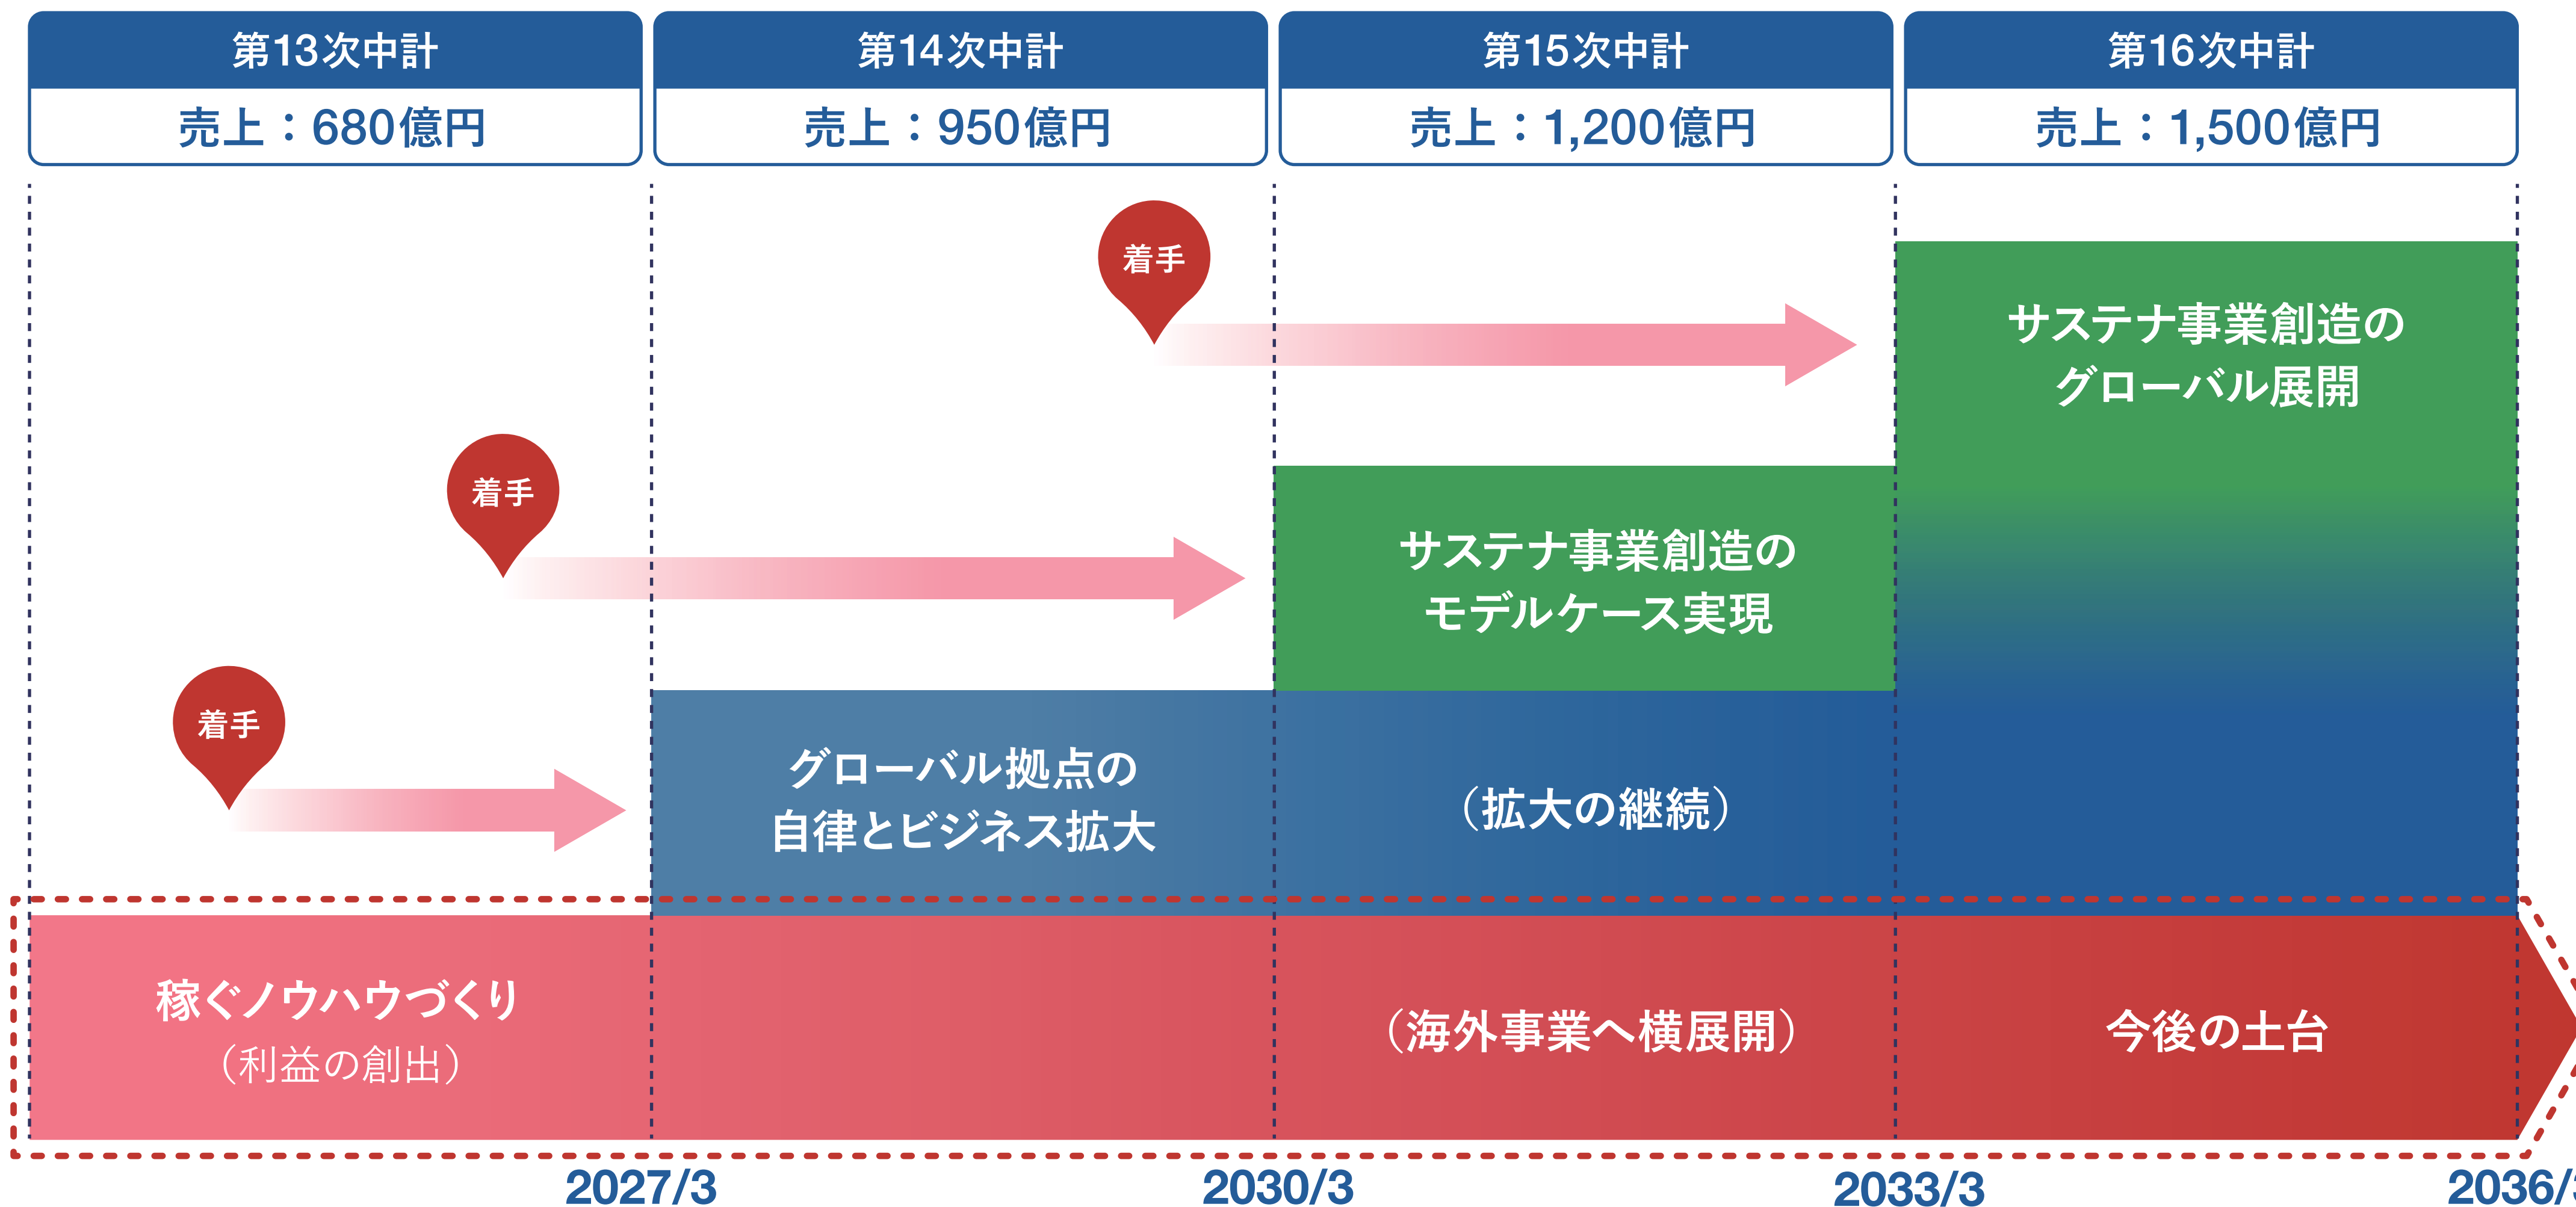 第13次中計
売上：680億円
第14次中計
売上：950億円
第15次中計
売上：1,200億円
第16次中計
売上：1,500億円
着手
サステナ事業創造の
グローバル展開
着手
サステナ事業創造の
モデルケース実現
着手
グローバル拠点の
自律とビジネス拡大
（拡大の継続）
稼ぐノウハウづくり
（利益の創出）
（海外事業へ横展開）
今後の土台
2027/3
2030/3
2033/3
2036/3